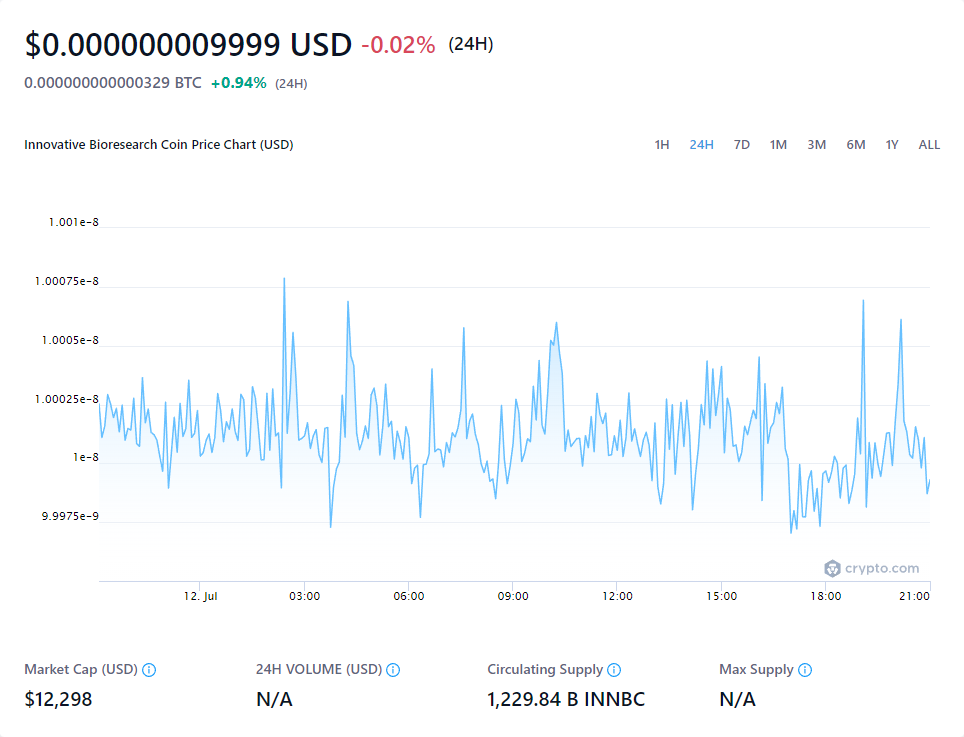 $0.000000009999 USD -0.02% (24H)
0.000000000000329 BTC +0.94% (24H)
Innovative Bioresearch Coin Price Chart (USD) 1H 24H 7D 1M 3M 6M 1Y ALL
1.001e-8
1.00075e-8
1.0005e-8
1.00025e-8
1e-8
9.9975e-9
crypto.com
12. Jul 03:00 06:00 09:00 12:00 15:00 18:00 21:00
Market Cap (USD) 24H VOLUME (USD) Circulating Supply Max Supply
$12,298 N/A 1,229.84 B INNBC N/A